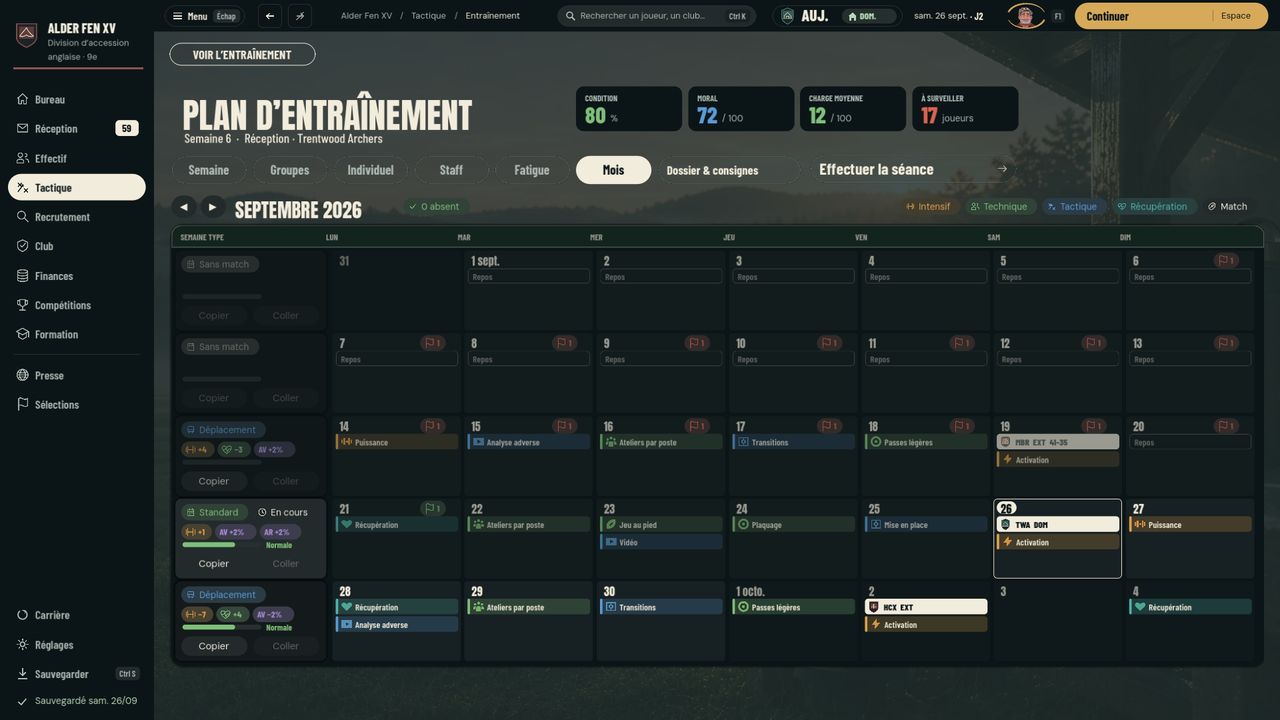 ALDER FEN XV
Division d'accession
anglaise · 9e
Menu Échap
Alder Fen XV / Tactique / Entraînement
Rechercher un joueur, un club... Ctrl K
AUJ. DOM.
sam. 26 sept. · J2
F1
Continuer Espace
Bureau
Réception 59
Effectif
Tactique
Recrutement
Club
Finances
Compétitions
Formation
Presse
Sélections
Carrière
Réglages
Sauvegarder Ctrl S
Sauvegardé sam. 26/09
VOIR L'ENTRAÎNEMENT
PLAN D'ENTRAÎNEMENT
Semaine 6 · Réception · Trentwood Archers
CONDITION
80 %
MORAL
72 / 100
CHARGE MOYENNE
12 / 100
À SURVEILLER
17 joueurs
Semaine Groupes Individuel Staff Fatigue Mois Dossier & consignes Effectuer la séance →
◀ ▶ SEPTEMBRE 2026 0 absent
Intensif Technique Tactique Récupération Match
SEMAINE TYPE LUN MAR MER JEU VEN SAM DIM
Sans match 31 1 sept. 2 3 4 5 6 1
Repos Repos Repos Repos Repos Repos
Copier Coller
Sans match 7 1 8 1 9 1 10 1 11 1 12 1 13 1
Repos Repos Repos Repos Repos Repos Repos
Copier Coller
Déplacement 14 1 15 1 16 1 17 1 18 1 19 1 20 1
Puissance Analyse adverse Ateliers par poste Transitions Passes légères MBR EXT 41-35 Repos
+4 -3 AV +2% Activation
Copier Coller
Standard En cours 21 1 22 23 24 25 26 27
Récupération Ateliers par poste Jeu au pied Plaquage Mise en place TWA DOM Puissance
+1 AV +2% AR +2% Vidéo Activation
Normale
Copier Coller
Déplacement 28 29 30 1 octo. 2 3 4
Récupération Ateliers par poste Transitions Passes légères HCX EXT Récupération
-7 +4 AV -2% Analyse adverse Activation
Normale
Copier Coller